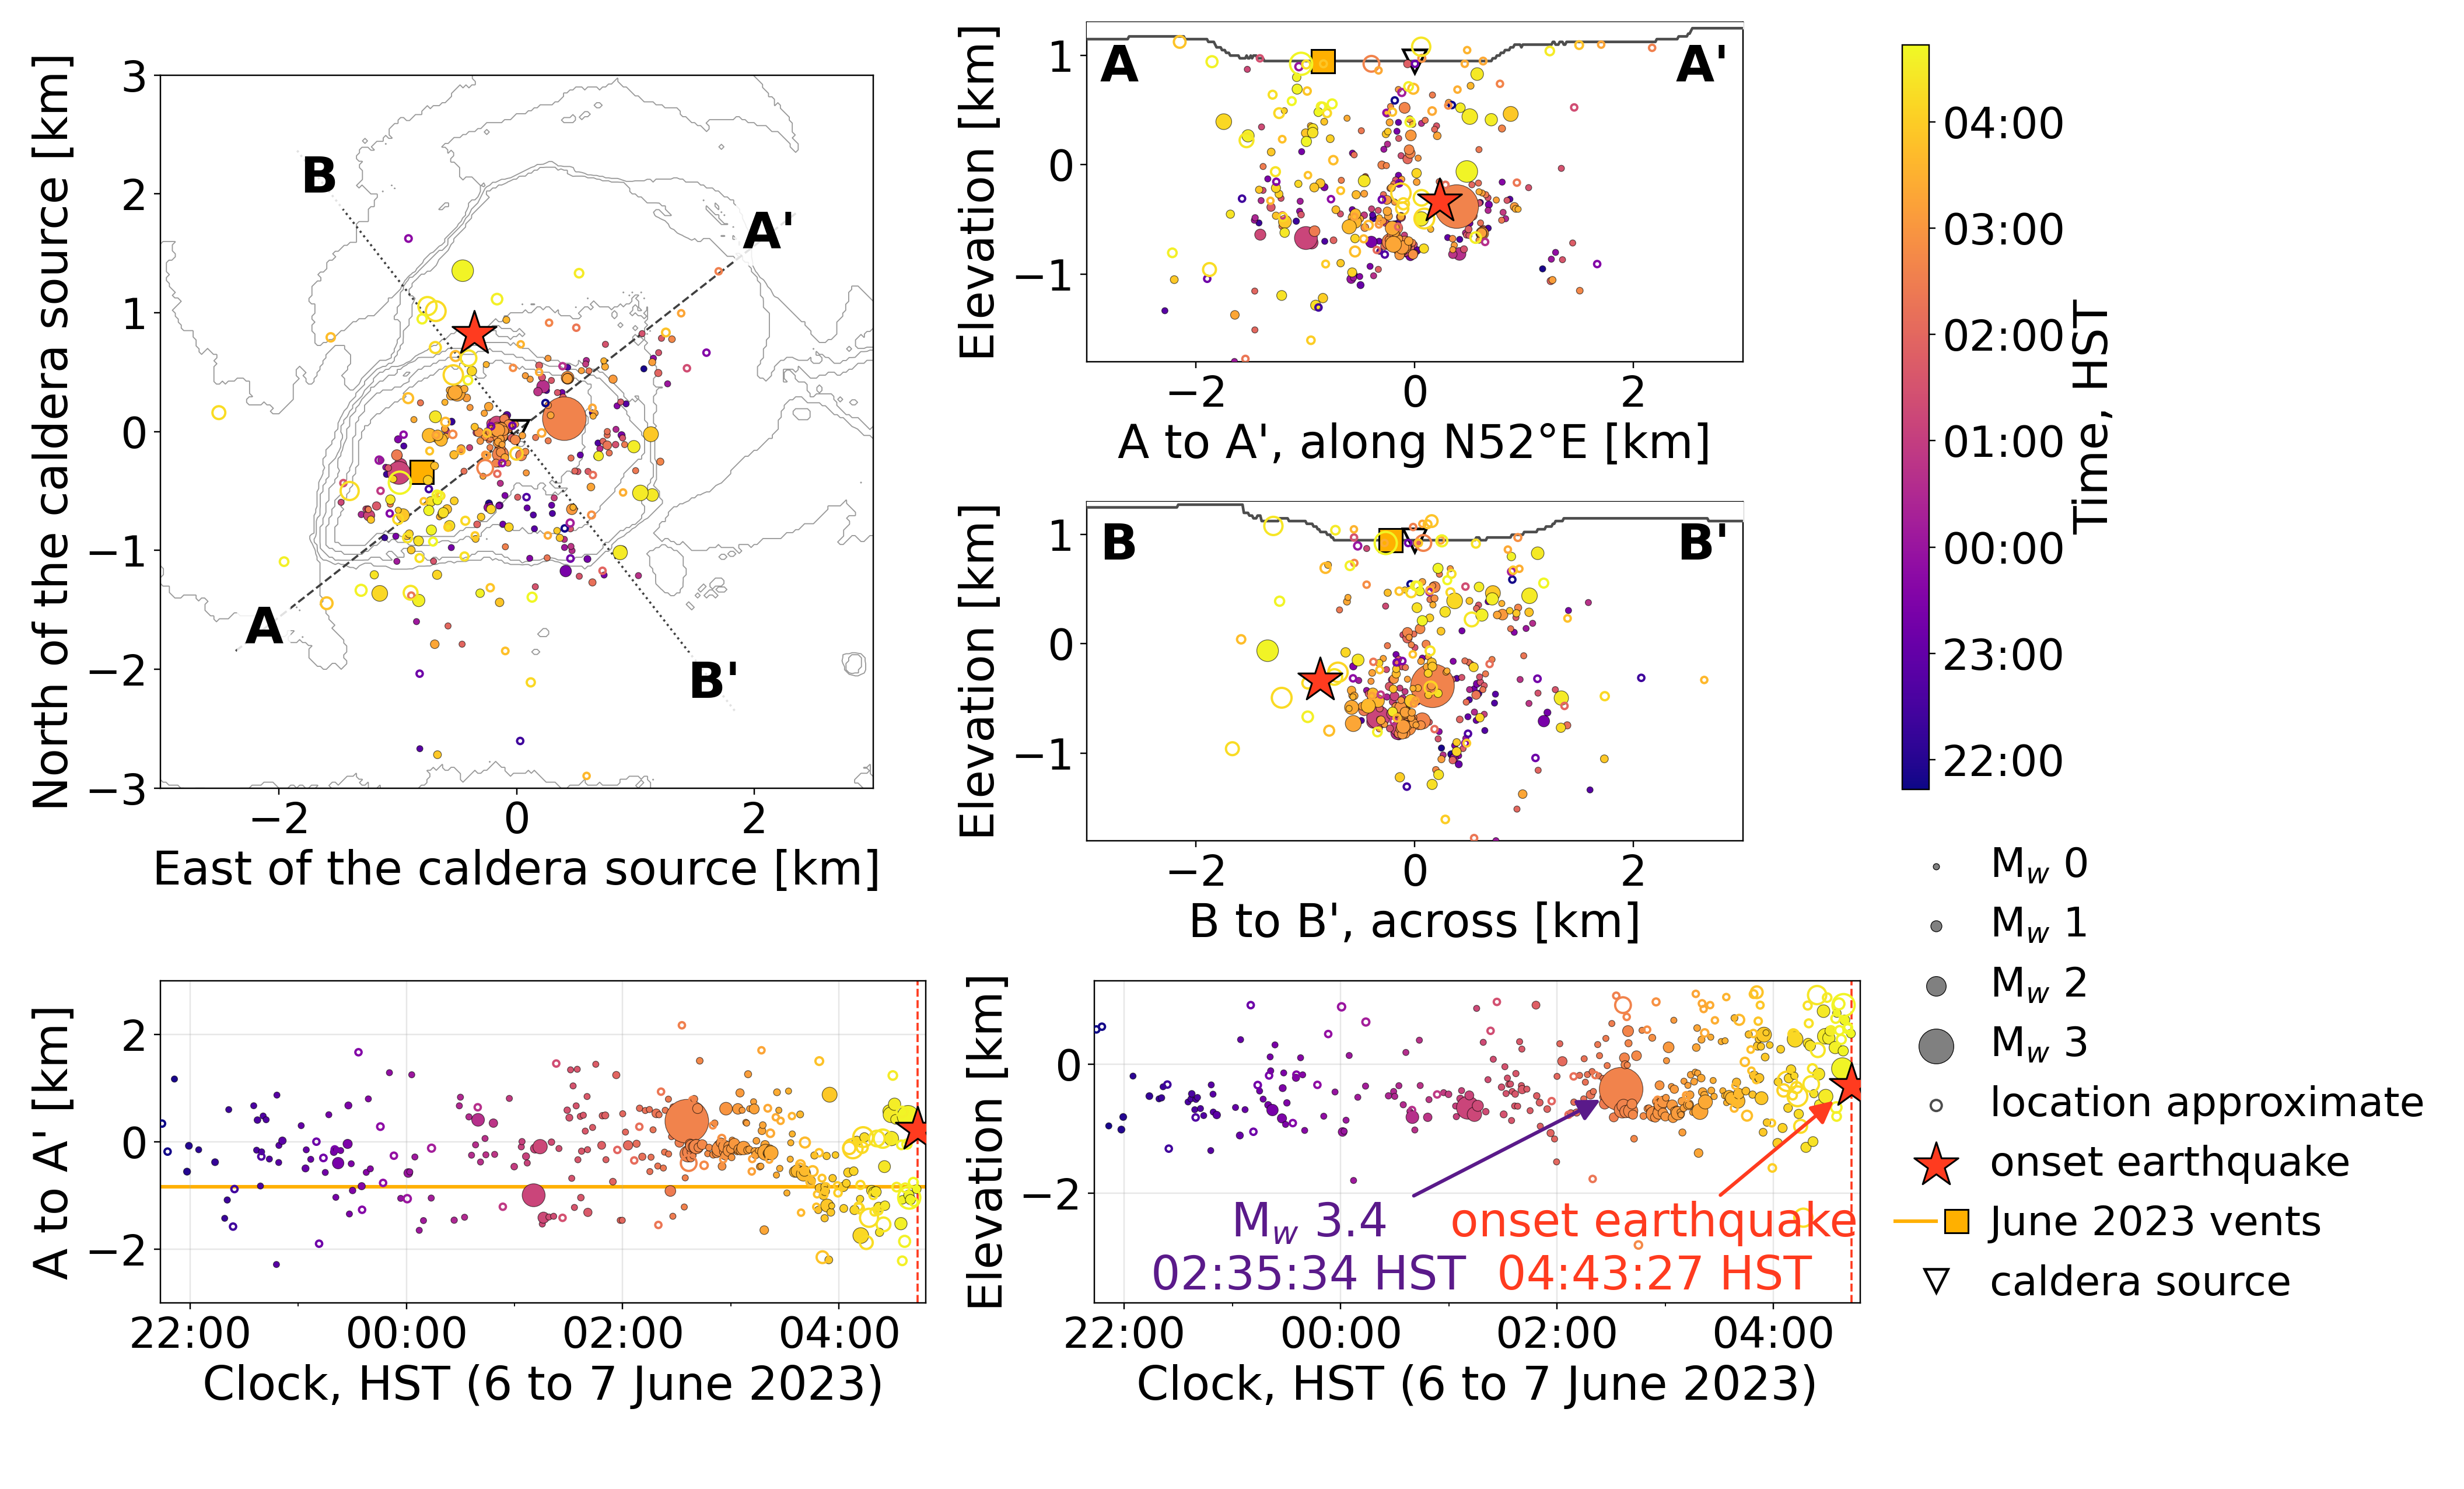 North of the caldera source [km]
3
2
1
0
−1
−2
−3
B
A'
A
B'
−2
0
2
East of the caldera source [km]
Elevation [km]
1
0
−1
A
A'
−2
0
2
A to A', along N52°E [km]
Elevation [km]
1
0
−1
B
B'
−2
0
2
B to B', across [km]
04:00
03:00
02:00
01:00
00:00
23:00
22:00
Time, HST
M_w 0
M_w 1
M_w 2
M_w 3
location approximate
onset earthquake
June 2023 vents
caldera source
A to A' [km]
2
0
−2
22:00
00:00
02:00
04:00
Clock, HST (6 to 7 June 2023)
Elevation [km]
0
−2
M_w 3.4
02:35:34 HST
onset earthquake
04:43:27 HST
22:00
00:00
02:00
04:00
Clock, HST (6 to 7 June 2023)